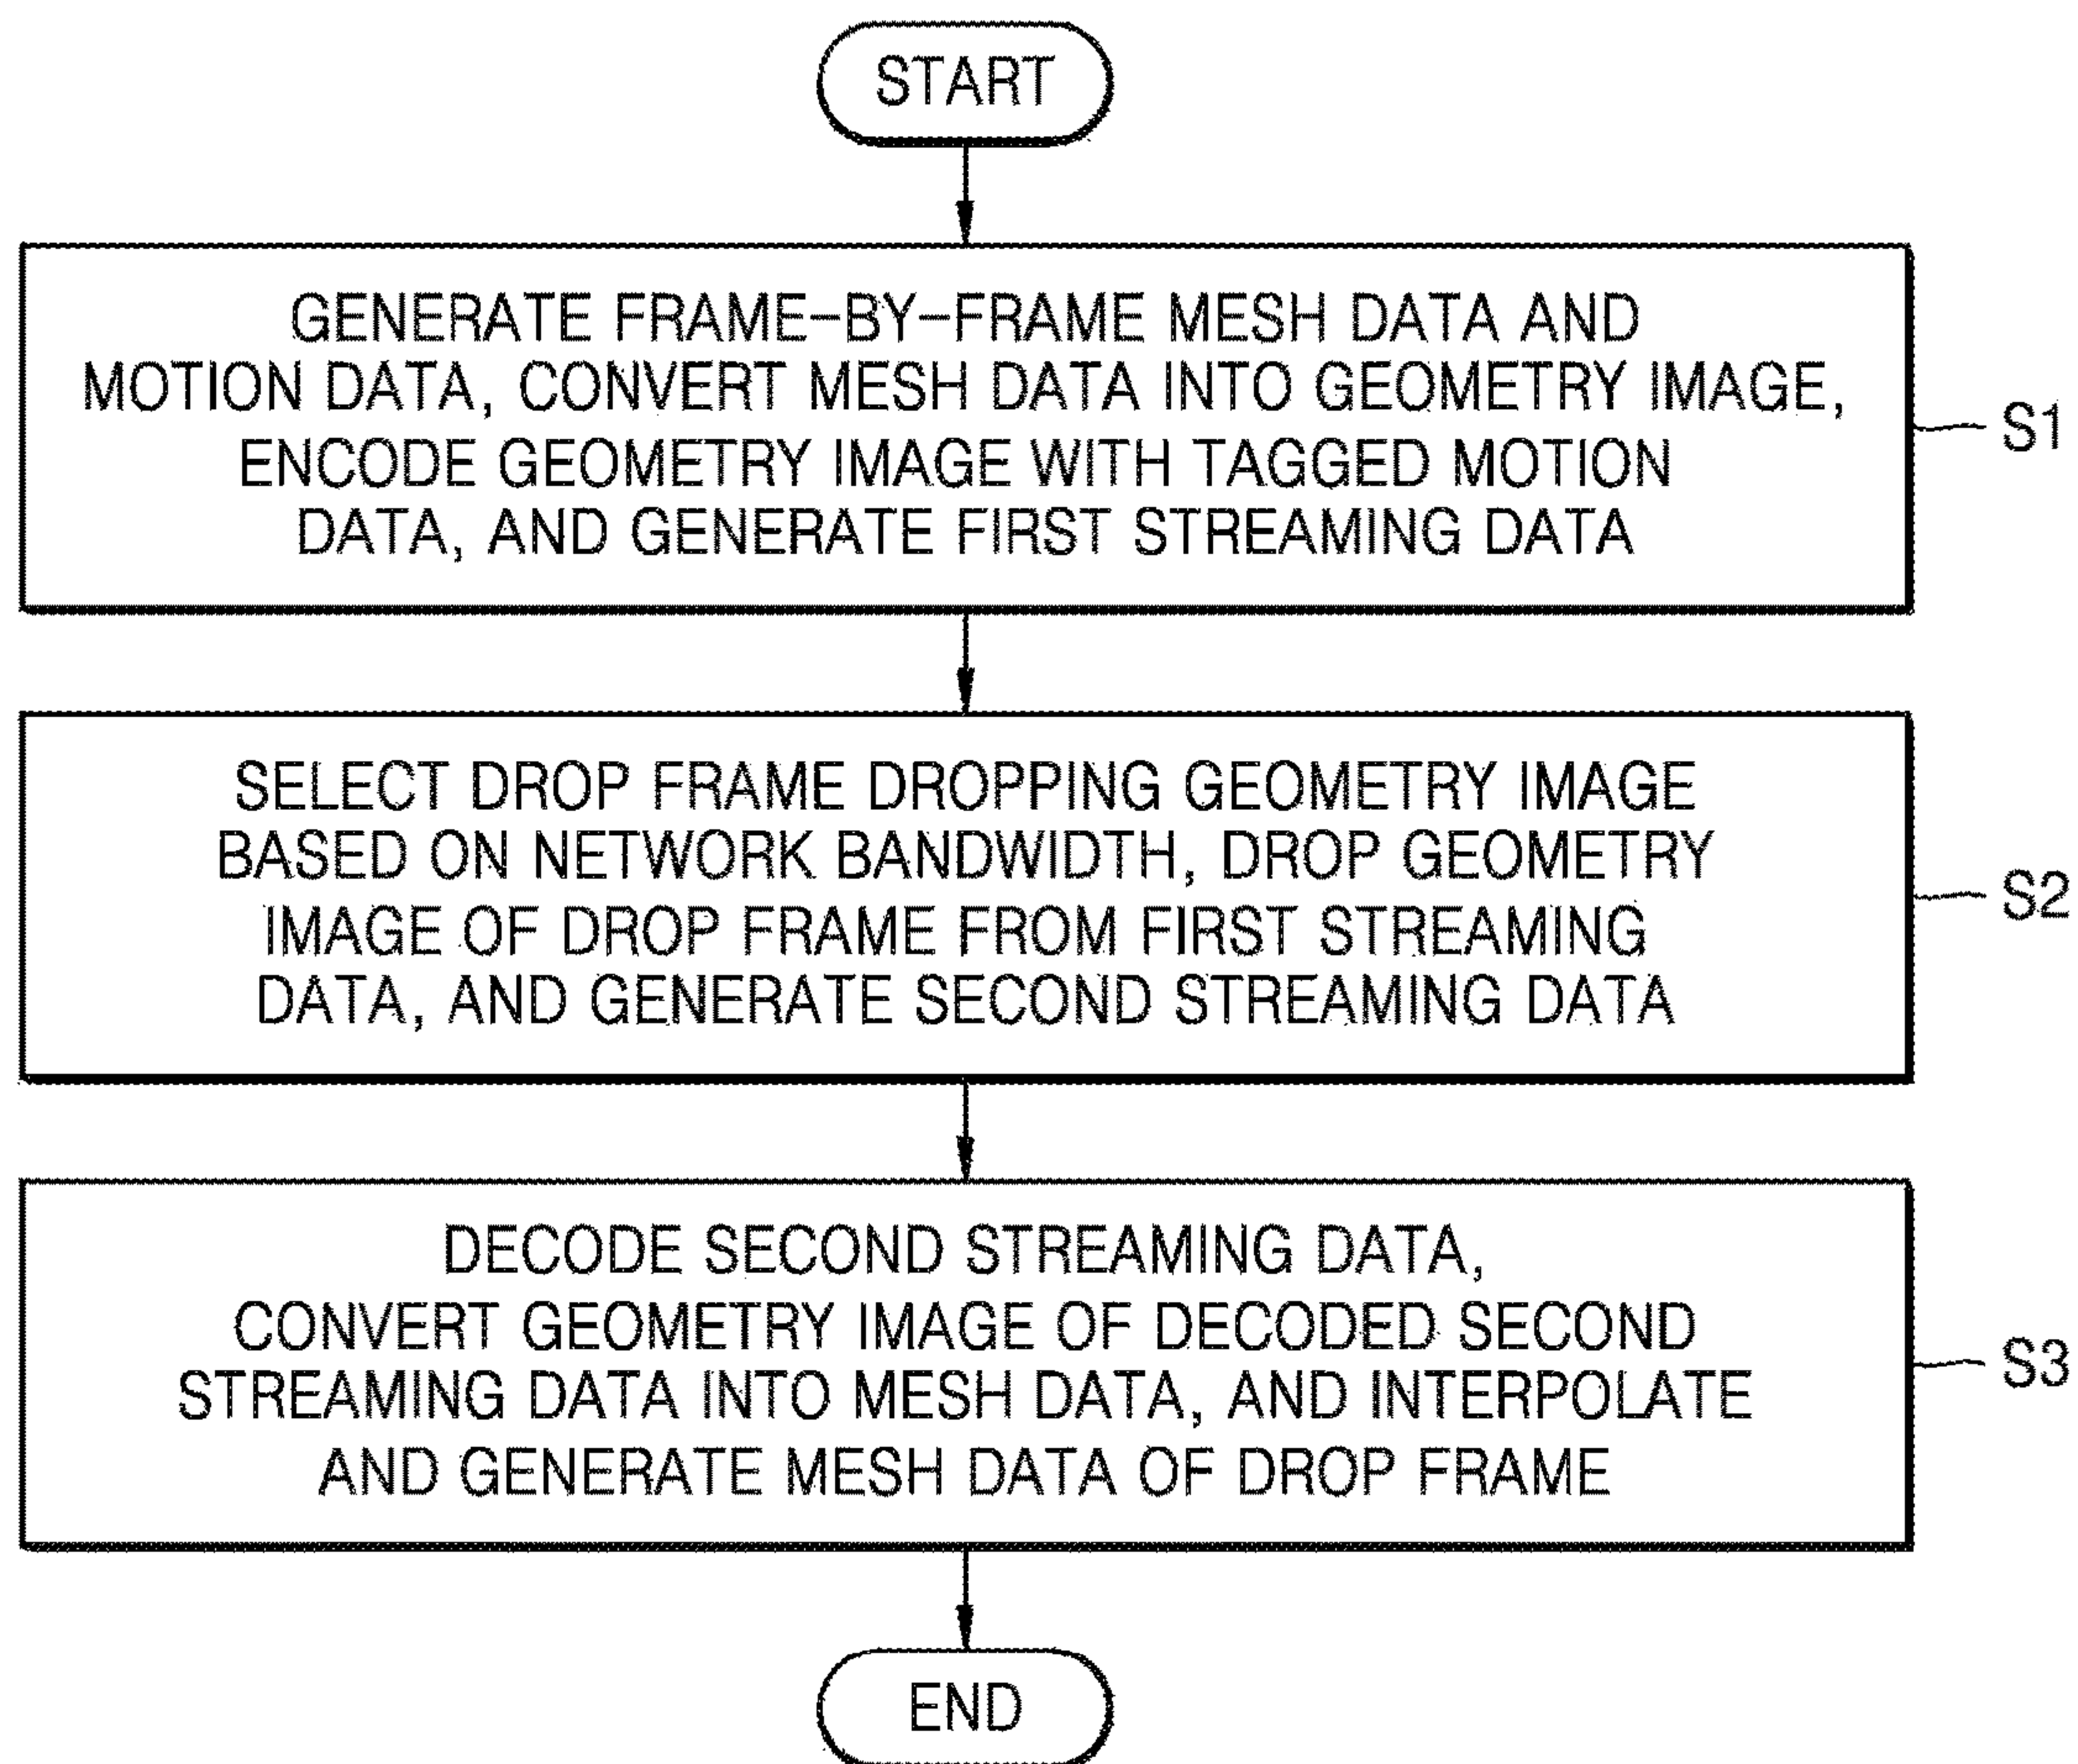 START
GENERATE FRAME-BY-FRAME MESH DATA AND
MOTION DATA, CONVERT MESH DATA INTO GEOMETRY IMAGE,
ENCODE GEOMETRY IMAGE WITH TAGGED MOTION
DATA, AND GENERATE FIRST STREAMING DATA
S1
SELECT DROP FRAME DROPPING GEOMETRY IMAGE
BASED ON NETWORK BANDWIDTH, DROP GEOMETRY
IMAGE OF DROP FRAME FROM FIRST STREAMING
DATA, AND GENERATE SECOND STREAMING DATA
S2
DECODE SECOND STREAMING DATA,
CONVERT GEOMETRY IMAGE OF DECODED SECOND
STREAMING DATA INTO MESH DATA, AND INTERPOLATE
AND GENERATE MESH DATA OF DROP FRAME
S3
END